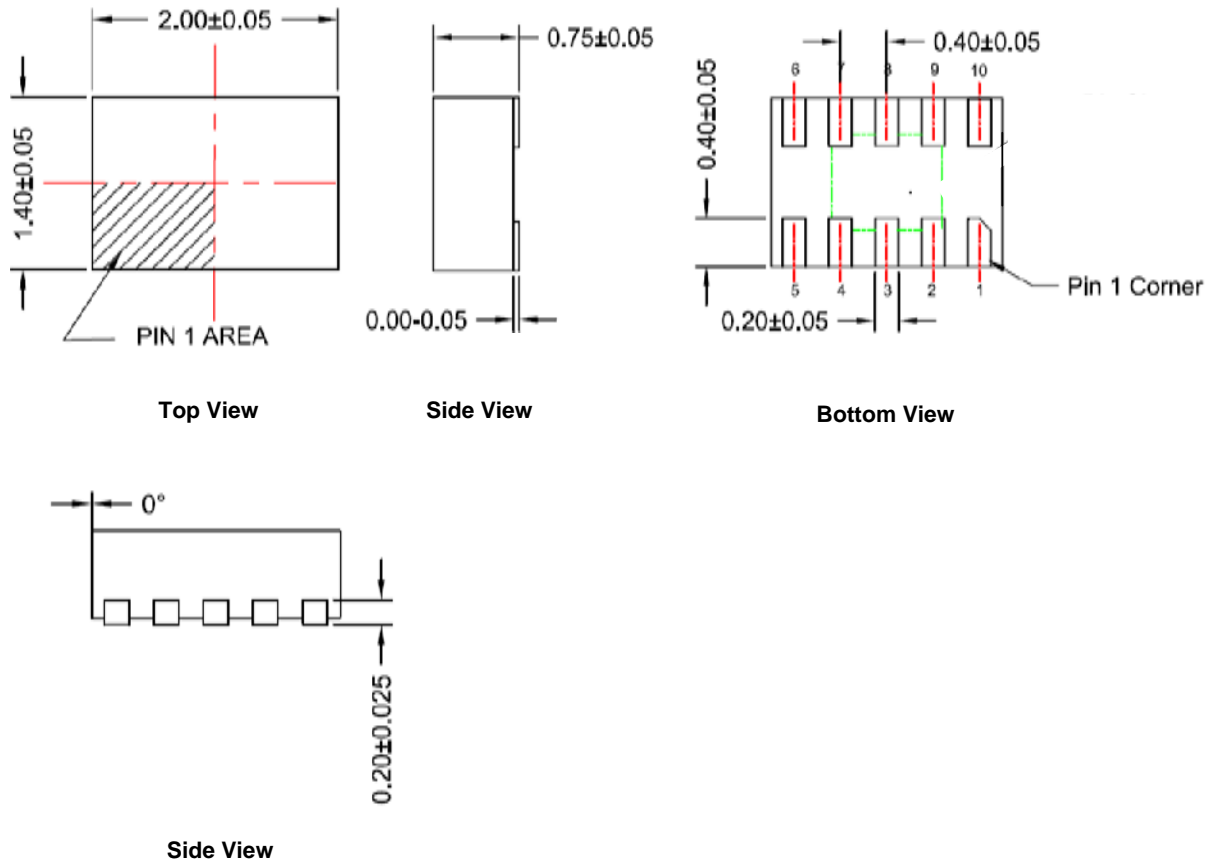 2.00±0.05
1.40±0.05
PIN 1 AREA
Top View
0.75±0.05
0.00-0.05
Side View
0.40±0.05
0.40±0.05
6 7 8 9 10
5 4 3 2 1
0.20±0.05
Pin 1 Corner
Bottom View
0°
0.20±0.025
Side View